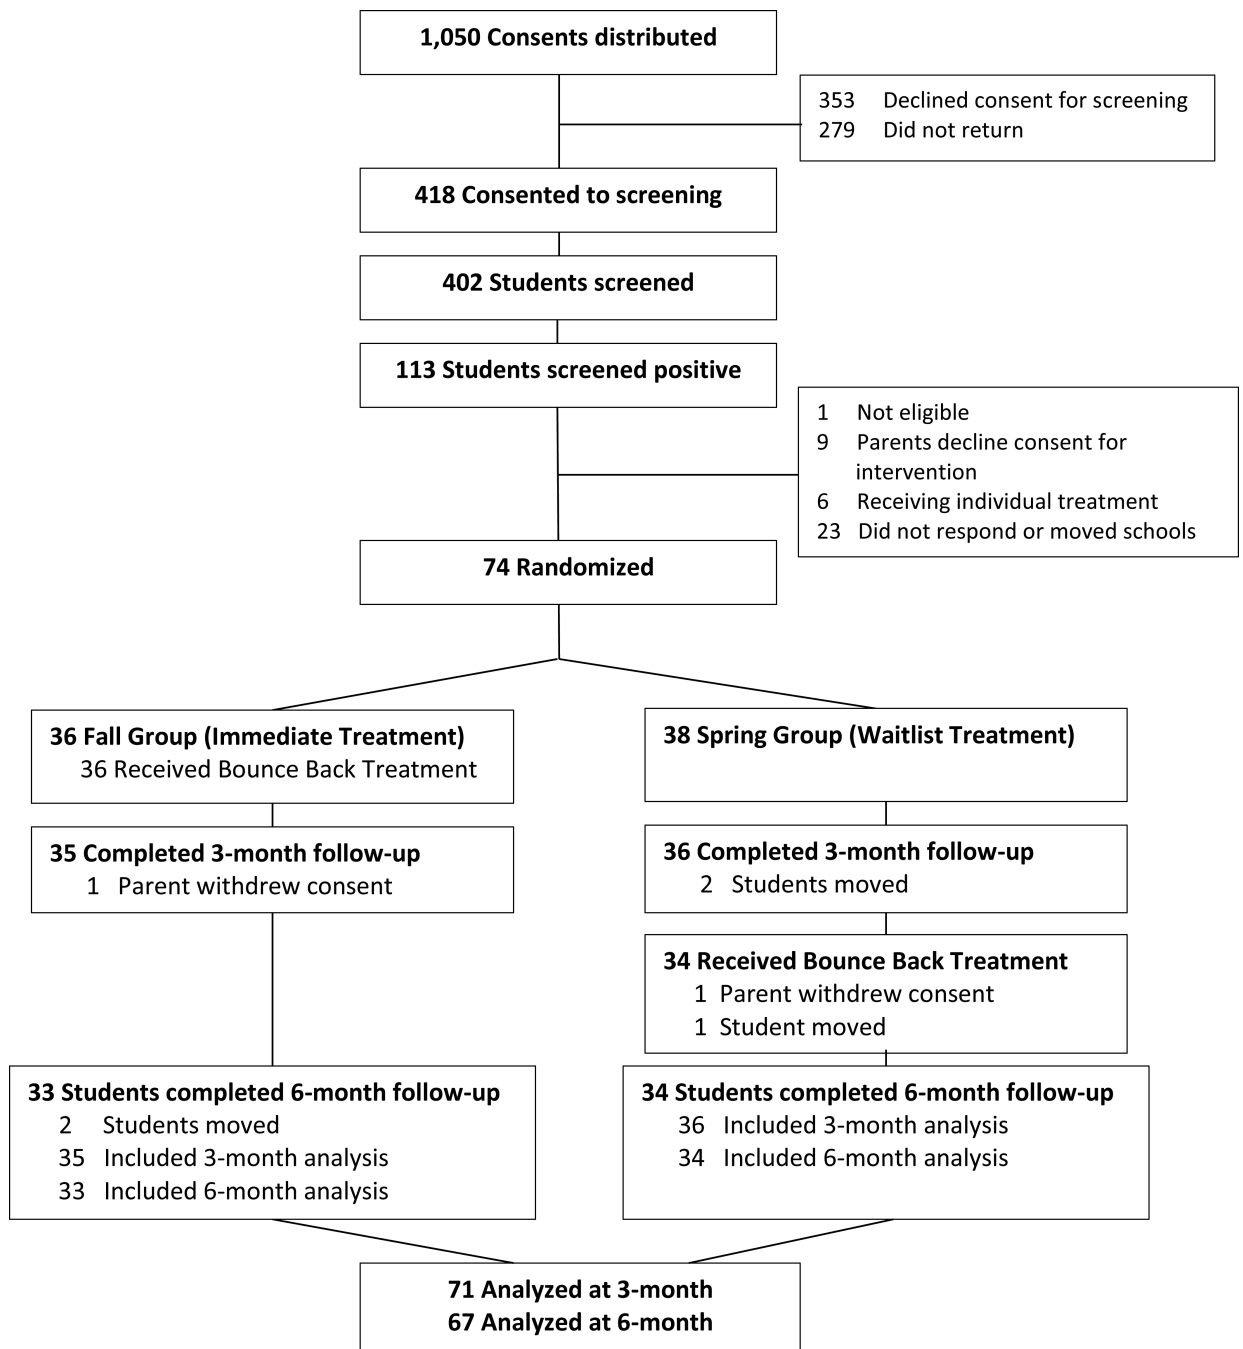 1,050 Consents distributed
353 Declined consent for screening
279 Did not return
418 Consented to screening
402 Students screened
113 Students screened positive
1 Not eligible
9 Parents decline consent for
intervention
6 Receiving individual treatment
23 Did not respond or moved schools
74 Randomized
36 Fall Group (Immediate Treatment)
36 Received Bounce Back Treatment
38 Spring Group (Waitlist Treatment)
35 Completed 3-month follow-up
1 Parent withdrew consent
36 Completed 3-month follow-up
2 Students moved
34 Received Bounce Back Treatment
1 Parent withdrew consent
1 Student moved
33 Students completed 6-month follow-up
2 Students moved
35 Included 3-month analysis
33 Included 6-month analysis
34 Students completed 6-month follow-up
36 Included 3-month analysis
34 Included 6-month analysis
71 Analyzed at 3-month
67 Analyzed at 6-month